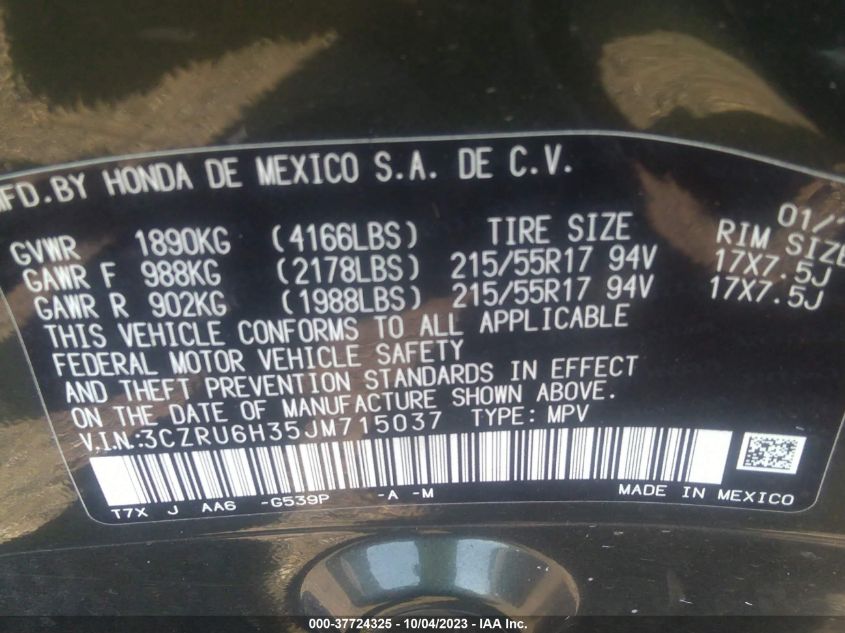 MFD.BY HONDA DE MEXICO S.A. DE C.V.
01/
GVWR 1890KG (4166LBS) TIRE SIZE RIM SIZE
GAWR F 988KG (2178LBS) 215/55R17 94V 17X7.5J
GAWR R 902KG (1988LBS) 215/55R17 94V 17X7.5J
THIS VEHICLE CONFORMS TO ALL APPLICABLE
FEDERAL MOTOR VEHICLE SAFETY
AND THEFT PREVENTION STANDARDS IN EFFECT
ON THE DATE OF MANUFACTURE SHOWN ABOVE.
V.IN.:3CZRU6H35JM715037 TYPE: MPV
T7X J AA6 -G539P -A -M MADE IN MEXICO
000-37724325 - 10/04/2023 - IAA Inc.